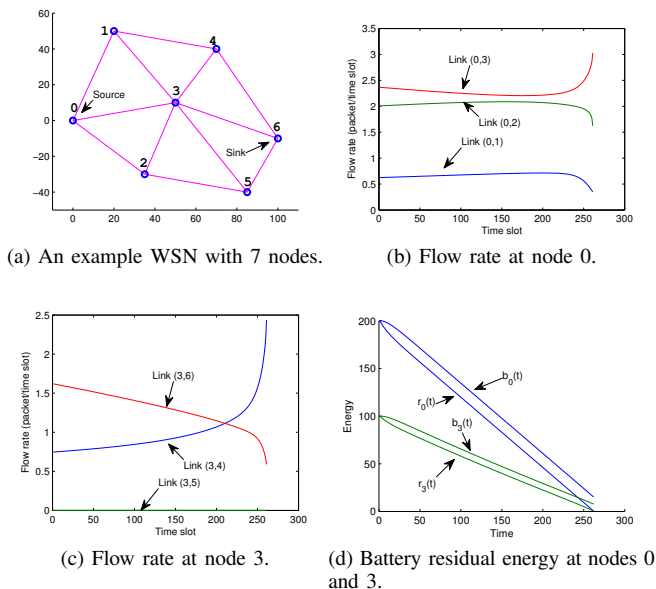 60
40
20
0
−20
−40
0
20
40
60
80
100
0
1
2
3
4
5
6
Source
Sink
(a) An example WSN with 7 nodes.
Flow rate (packet/time slot)
3.5
3
2.5
2
1.5
1
0.5
0
0
50
100
150
200
250
300
Time slot
Link (0,3)
Link (0,2)
Link (0,1)
(b) Flow rate at node 0.
Flow rate (packet/time slot)
2.5
2
1.5
1
0.5
0
0
50
100
150
200
250
300
Time slot
Link (3,6)
Link (3,4)
Link (3,5)
(c) Flow rate at node 3.
Energy
200
150
100
50
0
0
50
100
150
200
250
300
Time
b0(t)
r0(t)
b3(t)
r3(t)
(d) Battery residual energy at nodes 0
and 3.